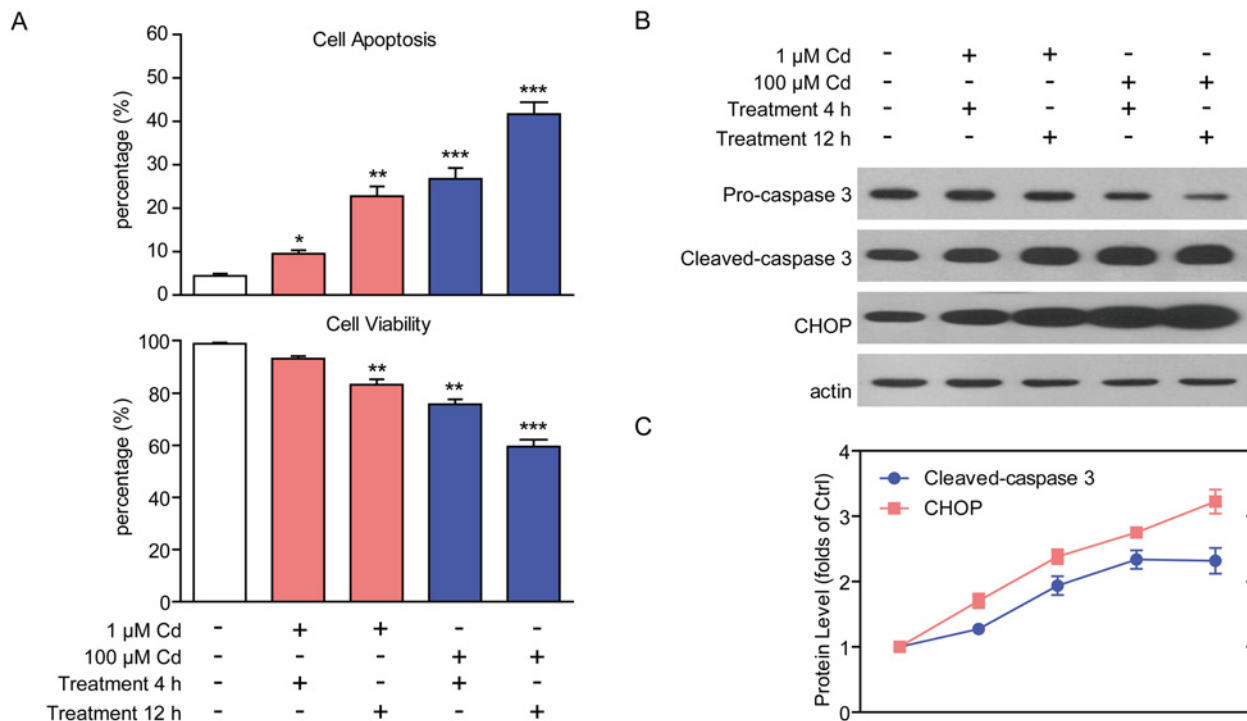 A
Cell Apoptosis
percentage (%)
60
50
40
30
20
10
0
*
**
***
***
Cell Viability
percentage (%)
100
80
60
40
20
0
**
**
***
1 µM Cd - + + - -
100 µM Cd - - - + +
Treatment 4 h - + - + -
Treatment 12 h - - + - +
B
1 µM Cd - + + - -
100 µM Cd - - - + +
Treatment 4 h - + - + -
Treatment 12 h - - + - +
Pro-caspase 3
Cleaved-caspase 3
CHOP
actin
C
Protein Level (folds of Ctrl)
4
3
2
1
0
Cleaved-caspase 3
CHOP